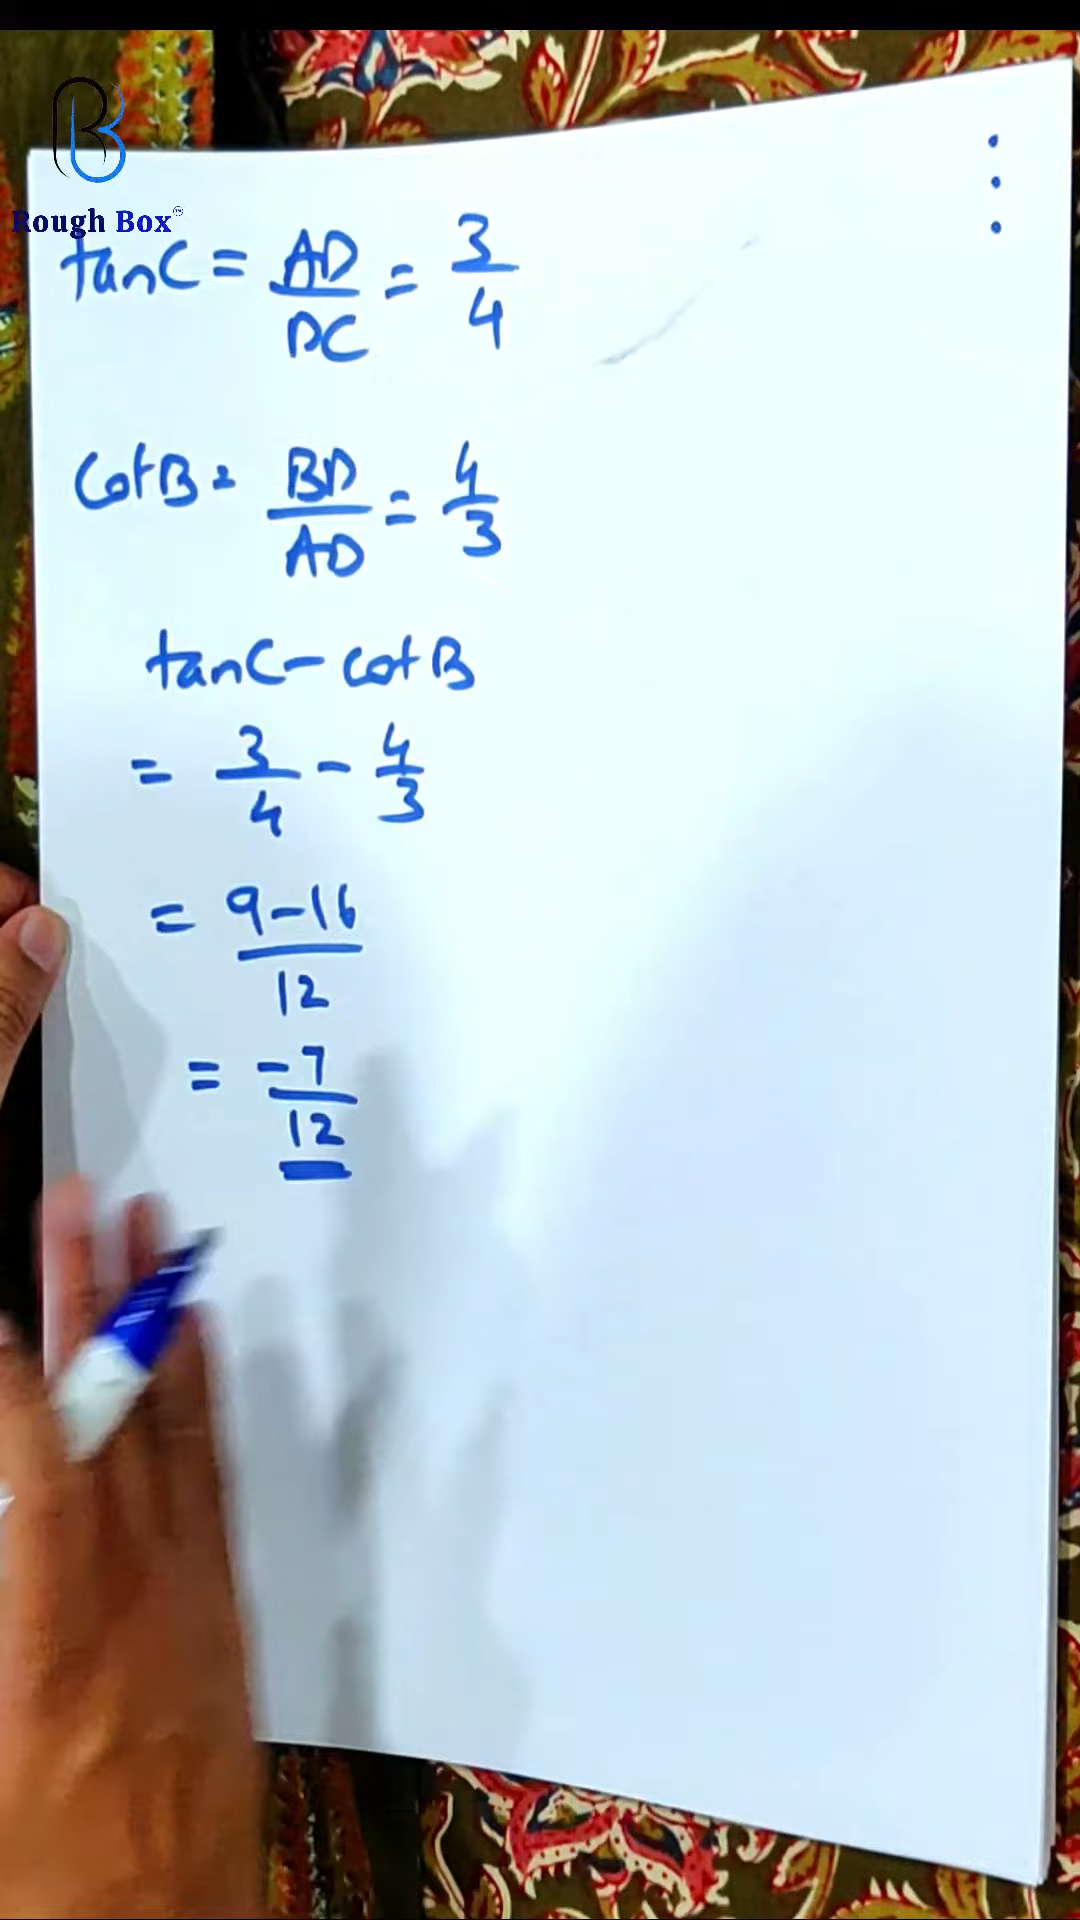 Rough Box™
tanC = AD/DC = 3/4
cotB = BD/AD = 4/3
tanC - cotB
= 3/4 - 4/3
= 9-16/12
= -7/12